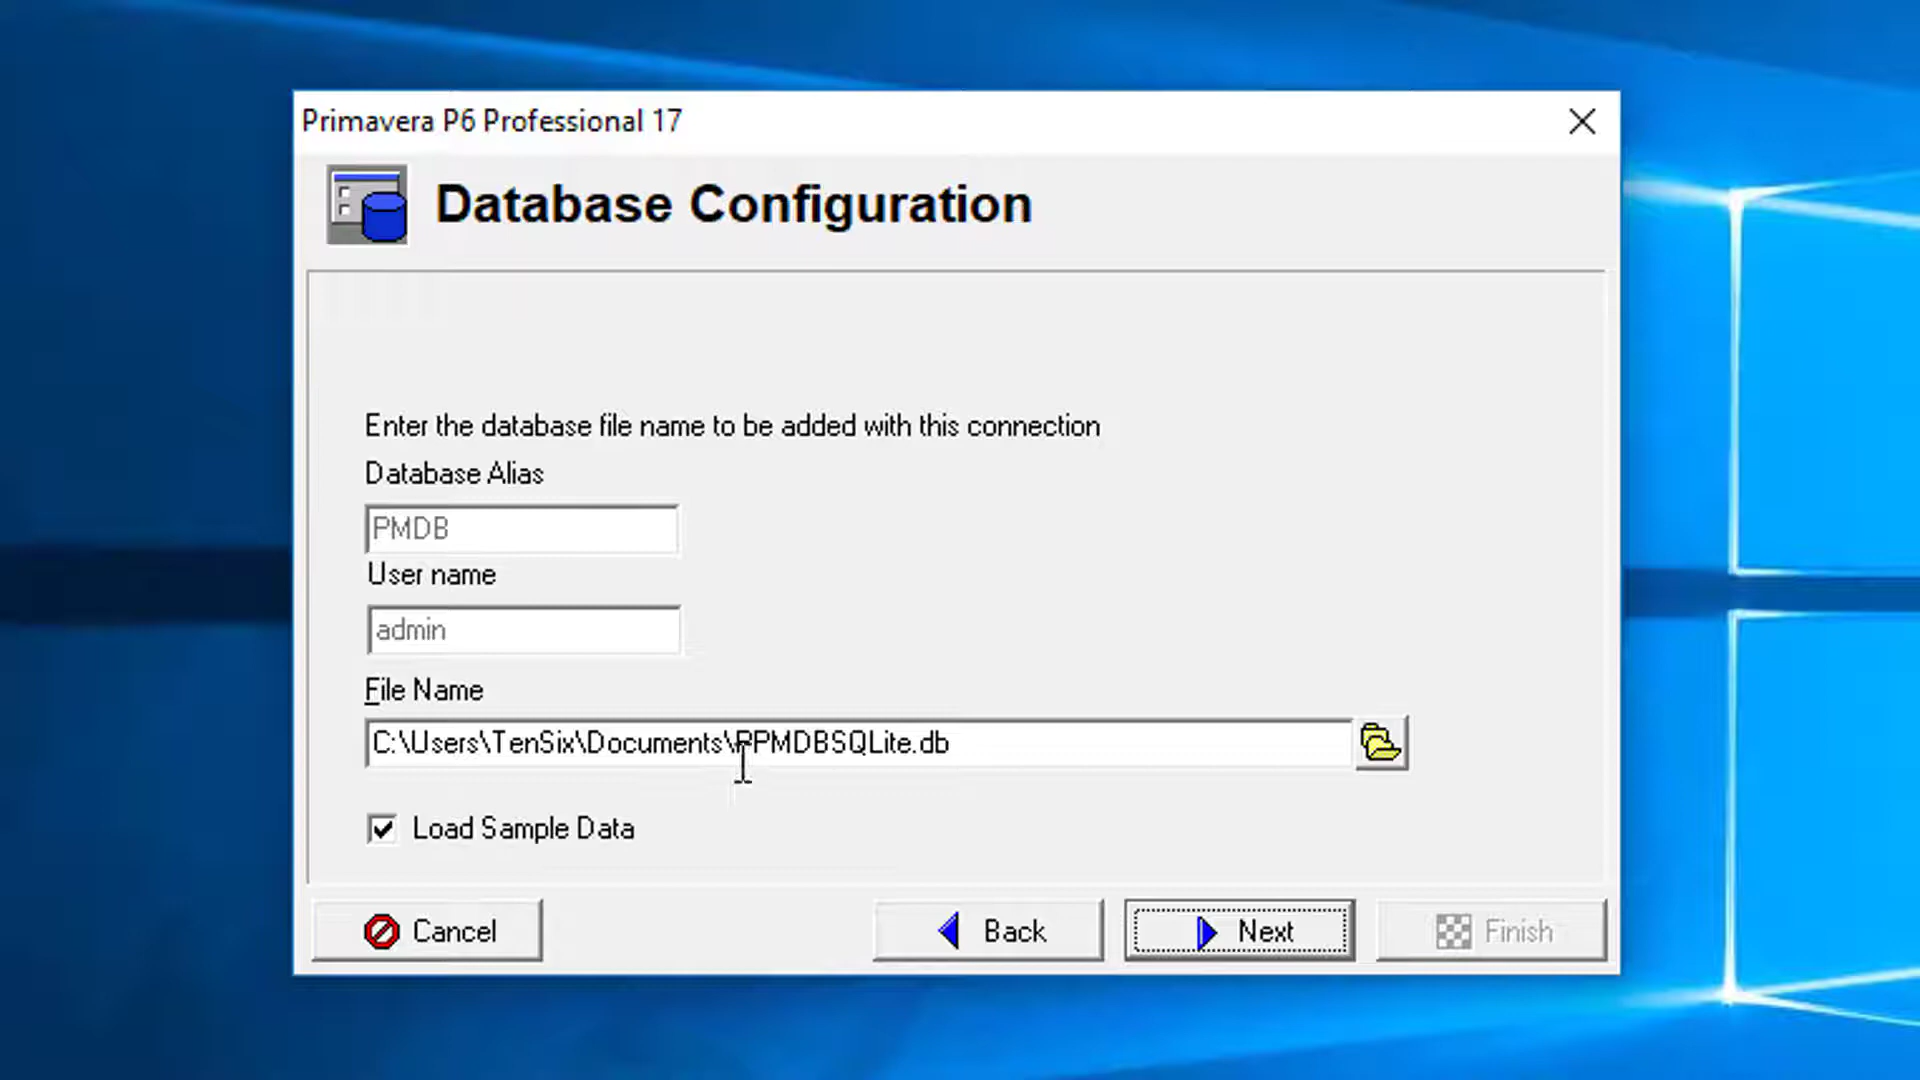 Primavera P6 Professional 17
Database Configuration
Enter the database file name to be added with this connection
Database Alias
PMDB
User name
admin
File Name
C:\Users\TenSix\Documents\PPMDBSQLite.db
Load Sample Data
Cancel
Back
Next
Finish